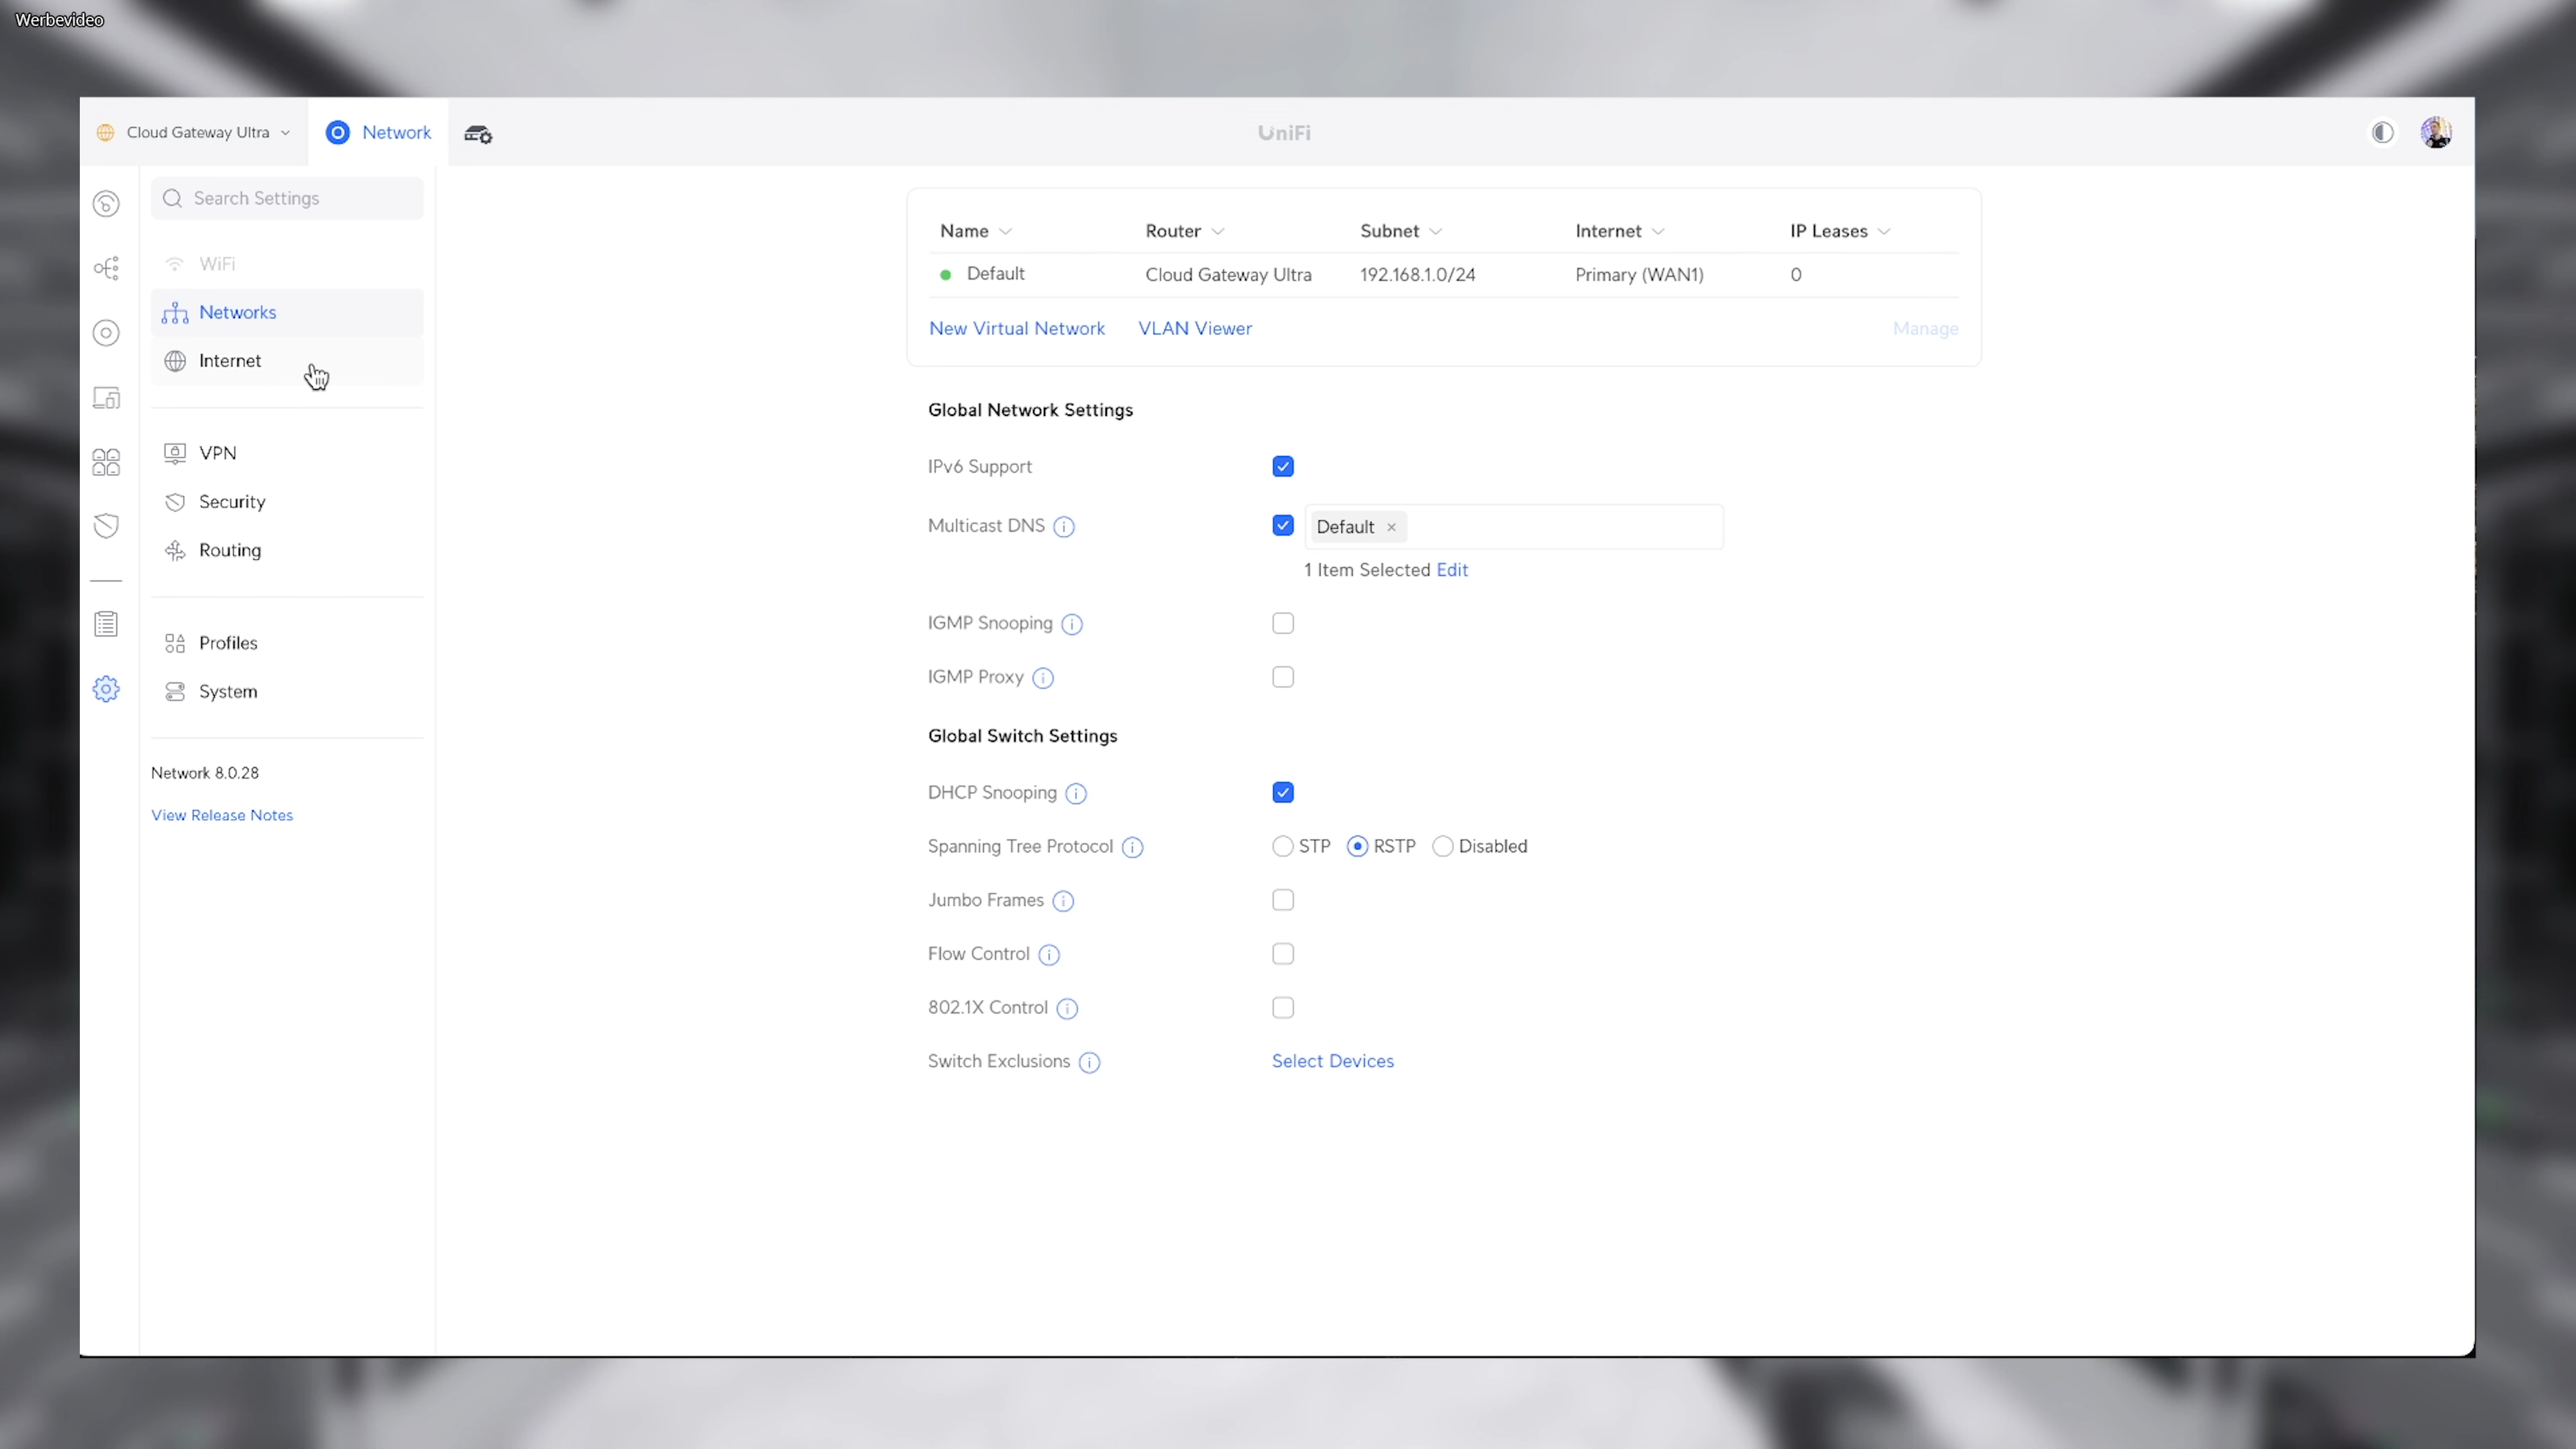 Werbevideo
Cloud Gateway Ultra
Network
UniFi
Search Settings
WiFi
Networks
Internet
VPN
Security
Routing
Profiles
System
Network 8.0.28
View Release Notes
Name Router Subnet Internet IP Leases
Default Cloud Gateway Ultra 192.168.1.0/24 Primary (WAN1) 0
New Virtual Network VLAN Viewer Manage
Global Network Settings
IPv6 Support
Multicast DNS Default
1 Item Selected Edit
IGMP Snooping
IGMP Proxy
Global Switch Settings
DHCP Snooping
Spanning Tree Protocol STP RSTP Disabled
Jumbo Frames
Flow Control
802.1X Control
Switch Exclusions Select Devices